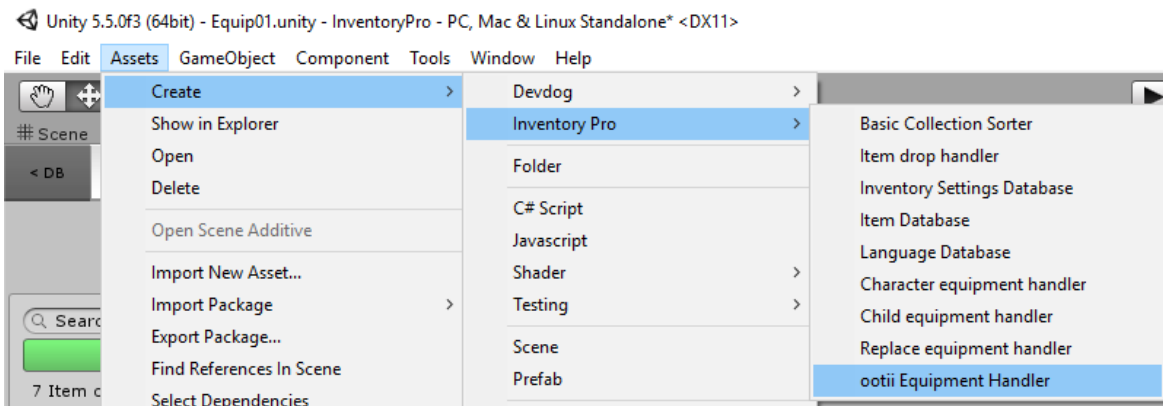 Unity 5.5.0f3 (64bit) - Equip01.unity - InventoryPro - PC, Mac & Linux Standalone* <DX11>
File Edit Assets GameObject Component Tools Window Help
Create
Show in Explorer
Open
Delete
Open Scene Additive
Import New Asset...
Import Package
Export Package...
Find References In Scene
Select Dependencies
Devdog
Inventory Pro
Folder
C# Script
Javascript
Shader
Testing
Scene
Prefab
Basic Collection Sorter
Item drop handler
Inventory Settings Database
Item Database
Language Database
Character equipment handler
Child equipment handler
Replace equipment handler
ootii Equipment Handler
Scene
< DB
Searc
7 Item c